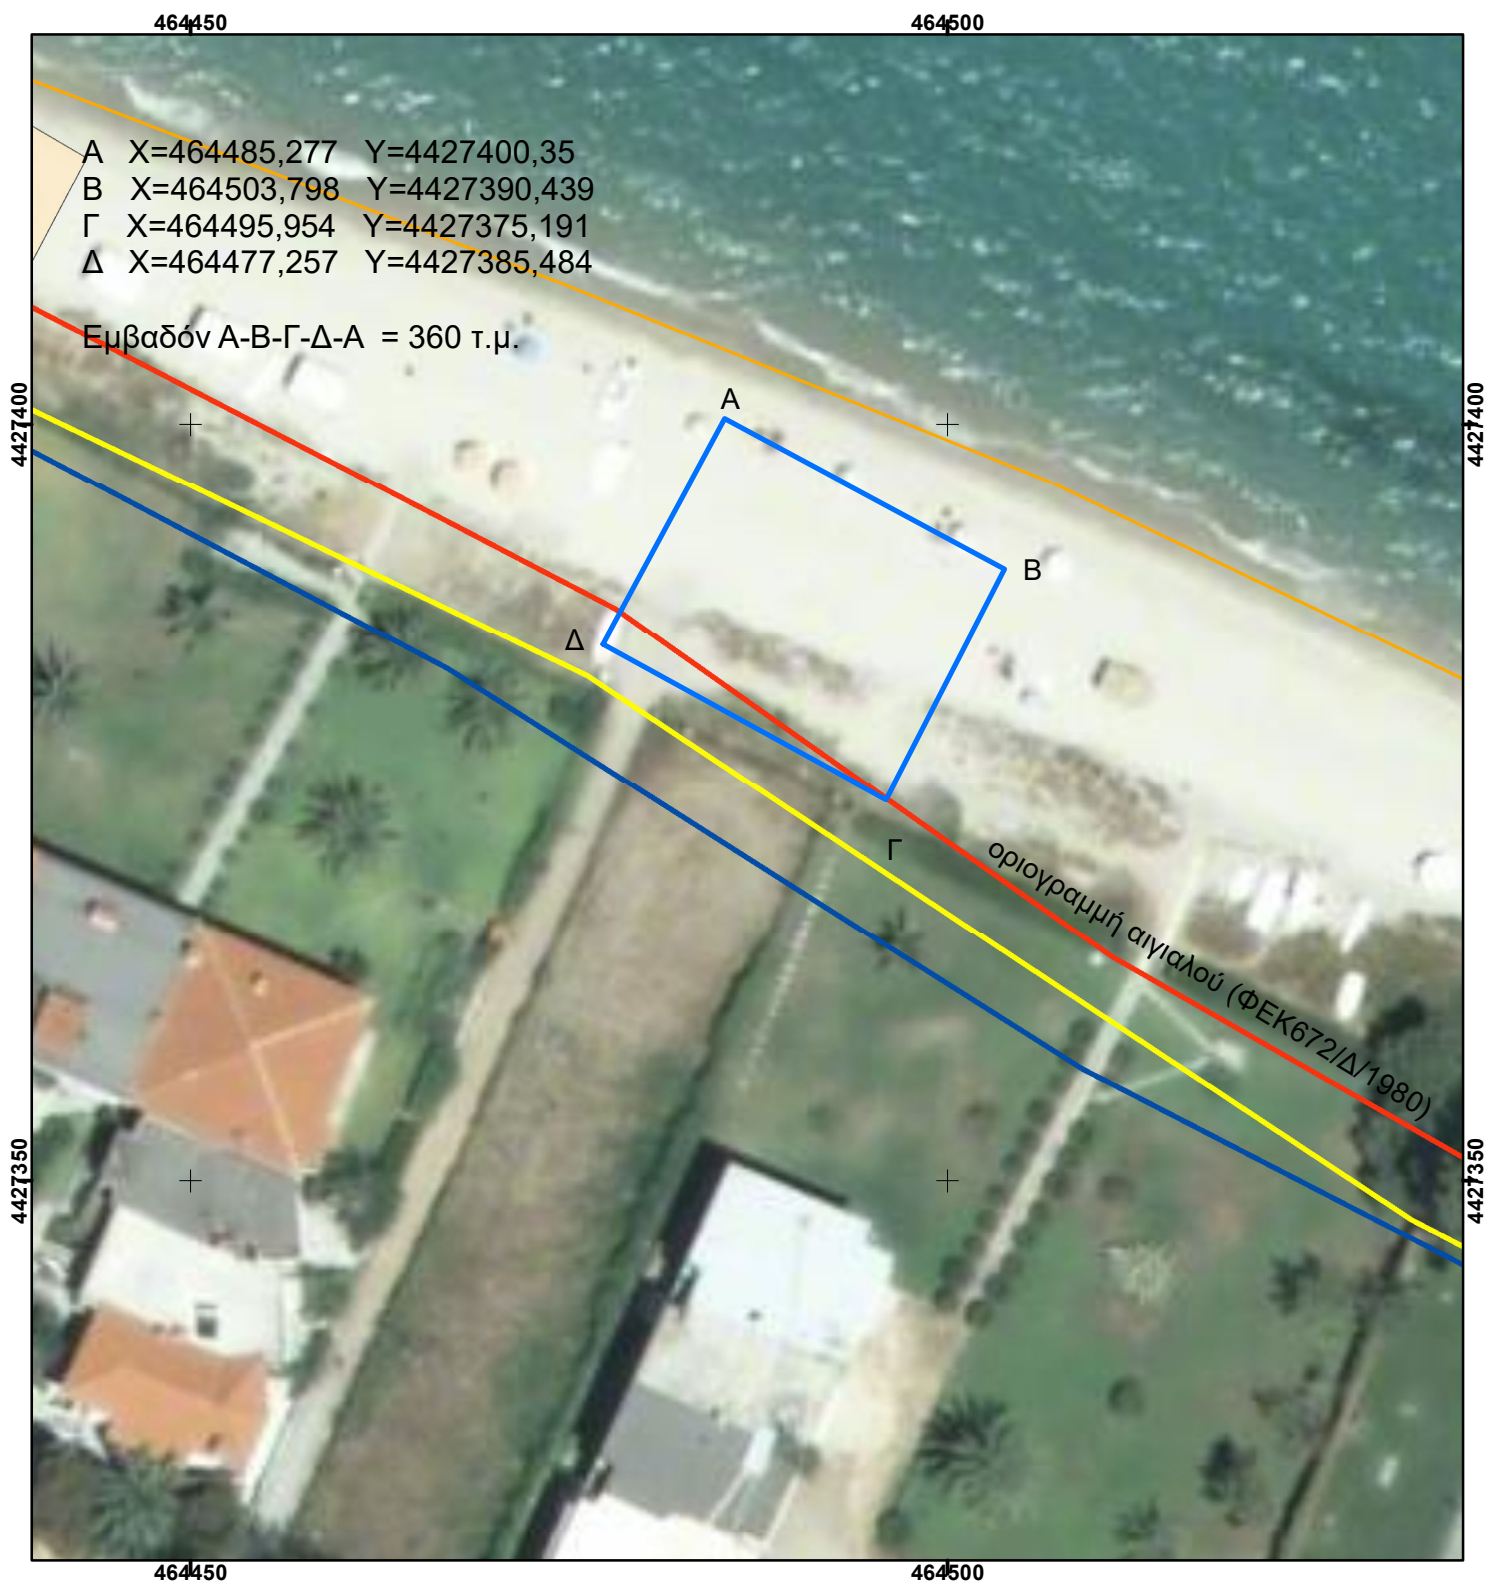 464450 464500
A X=464485,277 Y=4427400,35
B X=464503,798 Y=4427390,439
Γ X=464495,954 Y=4427375,191
Δ X=464477,257 Y=4427385,484
Εμβαδόν Α-Β-Γ-Δ-Α = 360 τ.μ.
4427400 4427400
A
B
Δ
Γ
οριογραμμή αιγιαλού (ΦΕΚ672/Δ/1980)
4427350 4427350
464450 464500